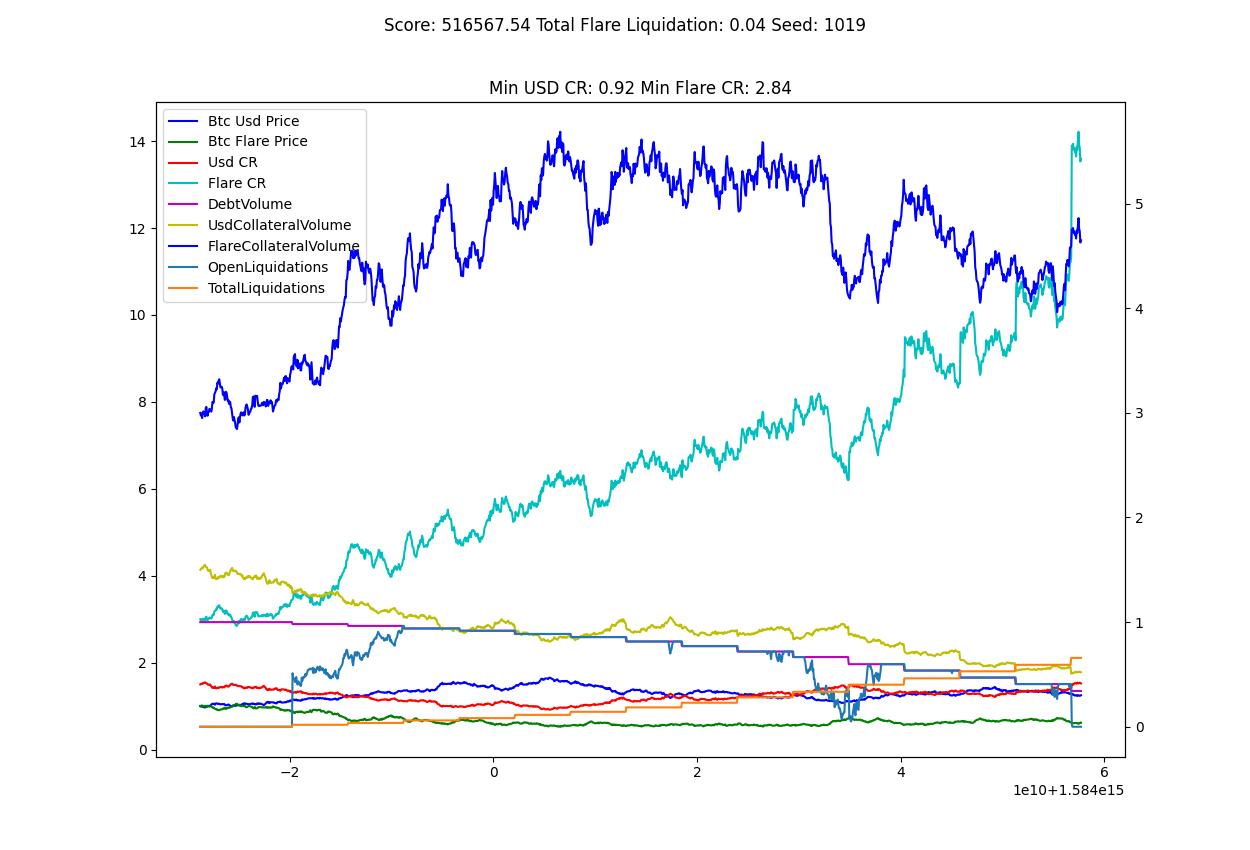 Score: 516567.54 Total Flare Liquidation: 0.04 Seed: 1019
Min USD CR: 0.92 Min Flare CR: 2.84
Btc Usd Price
Btc Flare Price
Usd CR
Flare CR
DebtVolume
UsdCollateralVolume
FlareCollateralVolume
OpenLiquidations
TotalLiquidations
14
12
10
8
6
4
2
0
5
4
3
2
1
0
−2
0
2
4
6
1e10+1.584e15